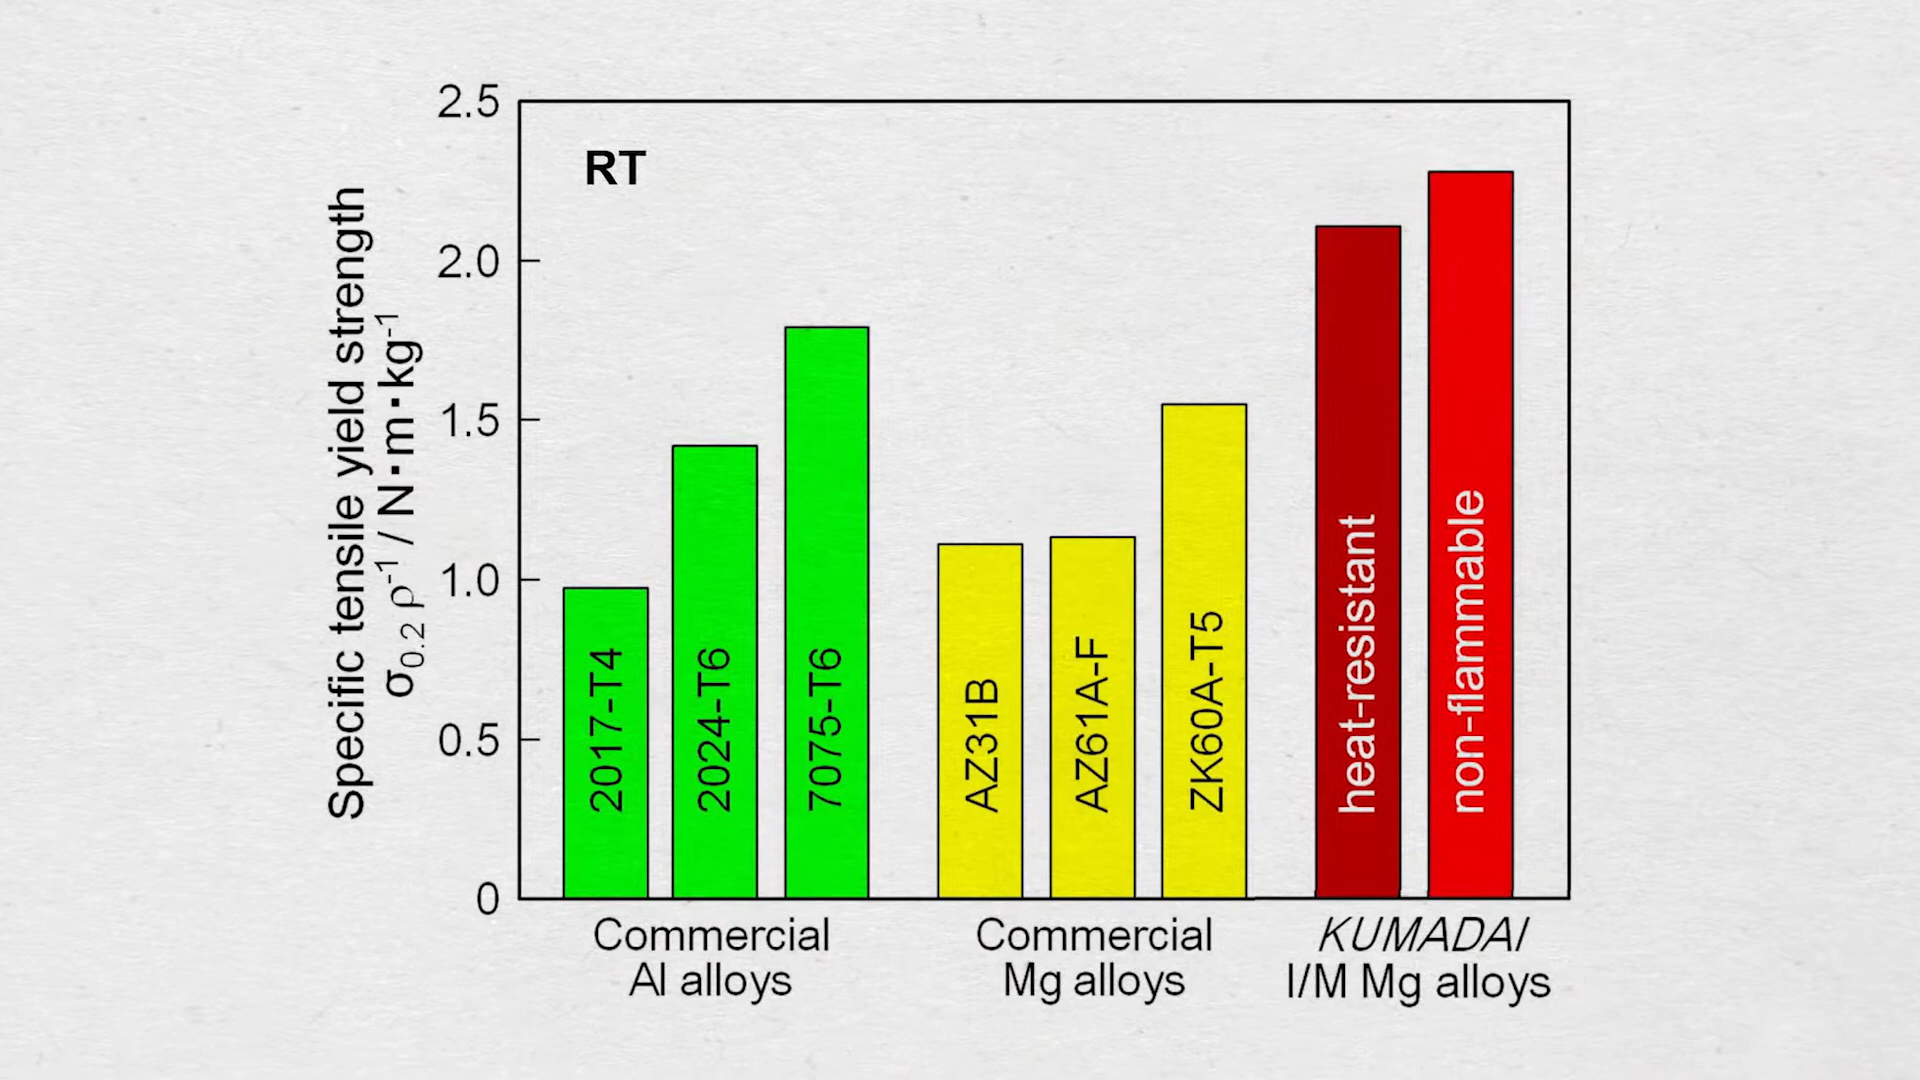 Specific tensile yield strength
σ0.2 ρ-1 / N・m・kg-1
2.5
2.0
1.5
1.0
0.5
0
RT
2017-T4
2024-T6
7075-T6
AZ31B
AZ61A-F
ZK60A-T5
heat-resistant
non-flammable
Commercial
Al alloys
Commercial
Mg alloys
KUMADAI
I/M Mg alloys